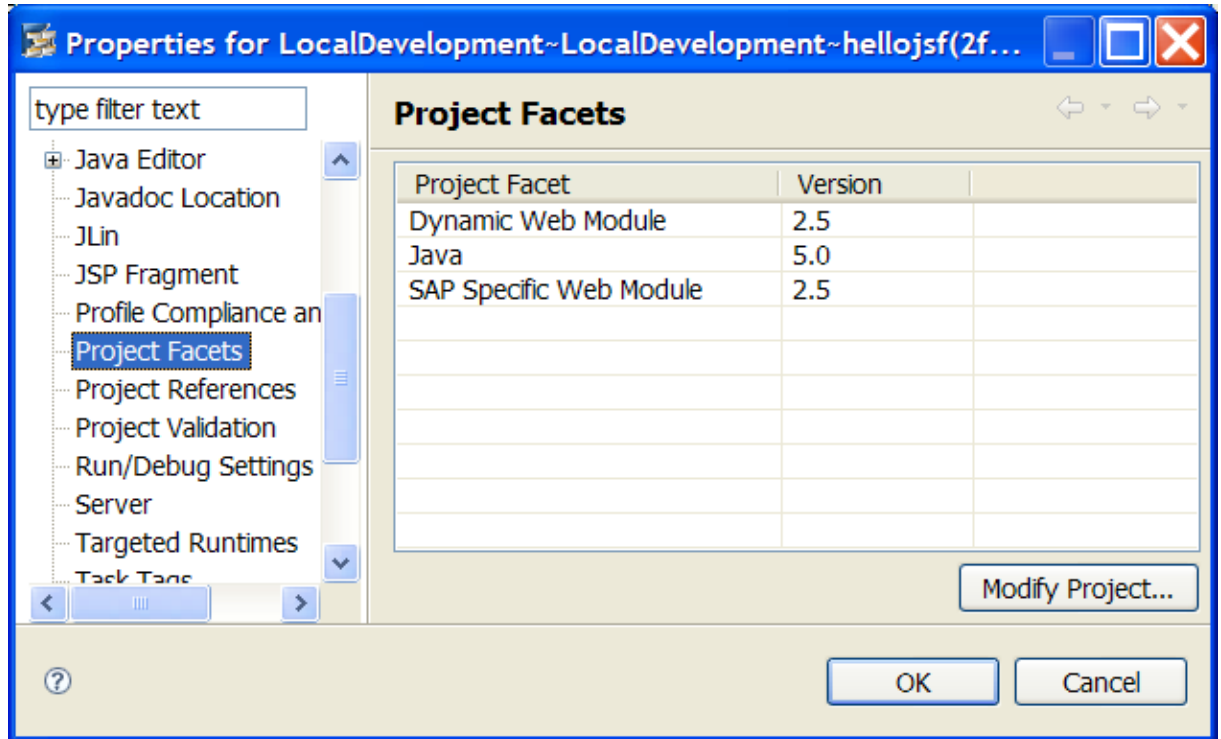 Properties for LocalDevelopment~LocalDevelopment~hellojsf(2f...
type filter text
Java Editor
Javadoc Location
JLin
JSP Fragment
Profile Compliance an
Project Facets
Project References
Project Validation
Run/Debug Settings
Server
Targeted Runtimes
Task Tags
Project Facets
Project Facet Version
Dynamic Web Module 2.5
Java 5.0
SAP Specific Web Module 2.5
Modify Project...
?
OK Cancel